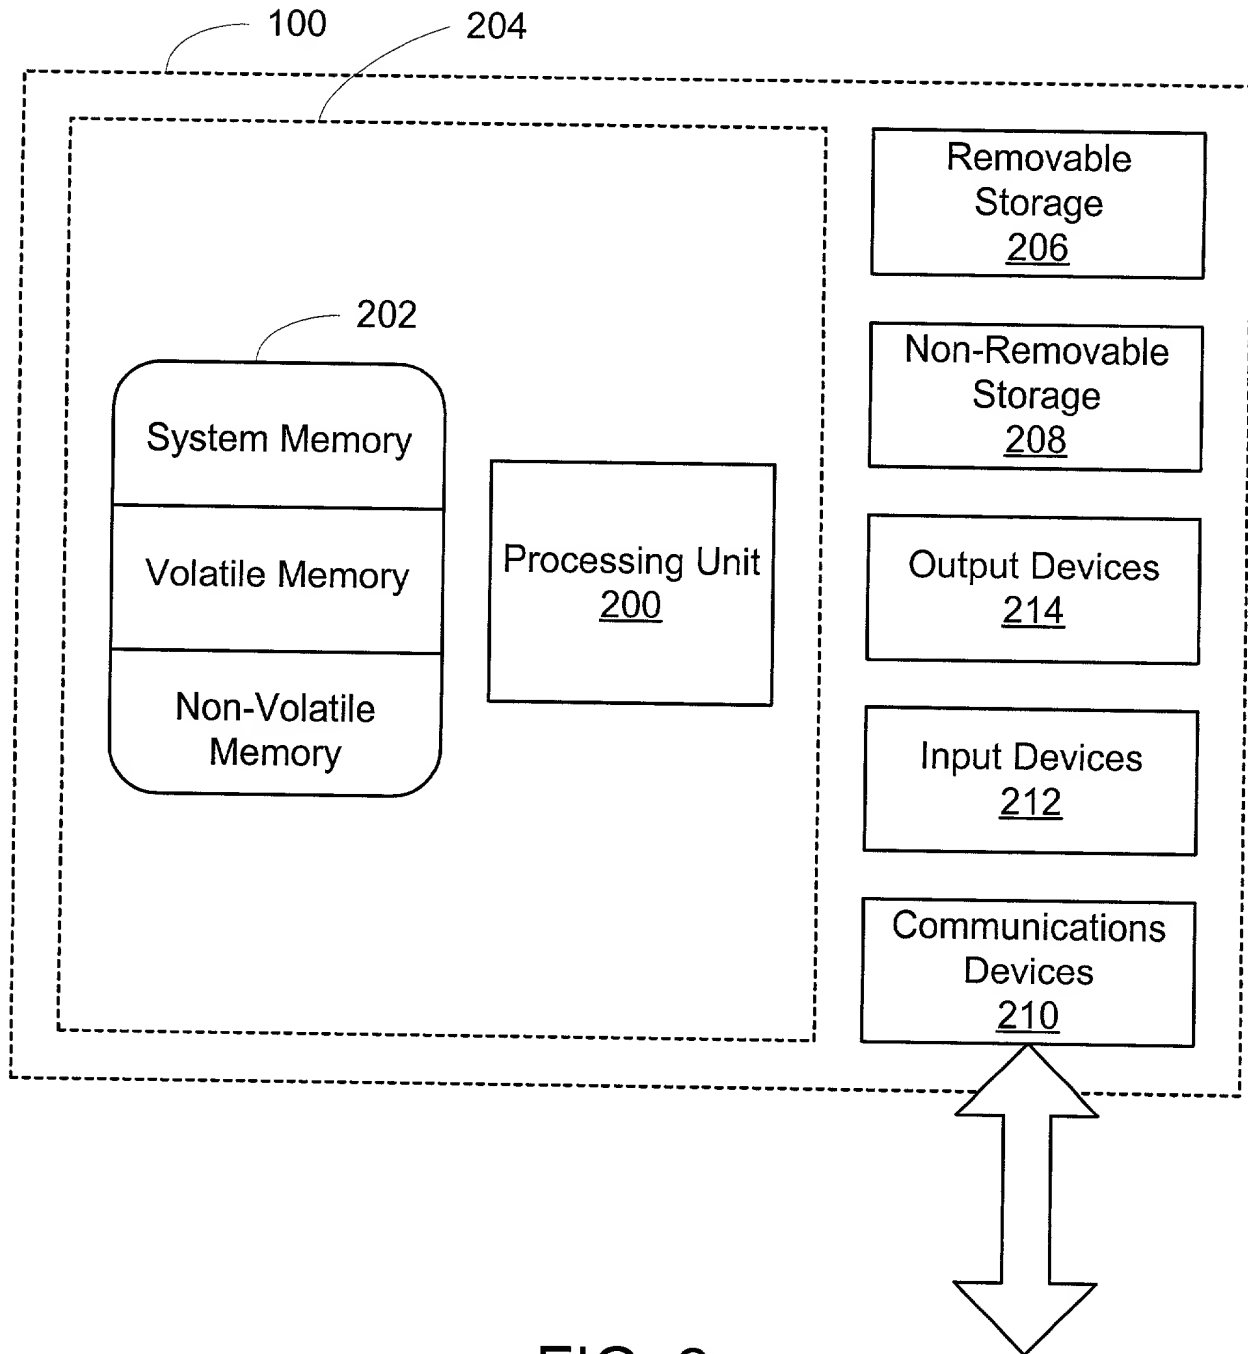 100
204
Removable
Storage
206
202
Non-Removable
Storage
208
System Memory
Volatile Memory
Non-Volatile
Memory
Processing Unit
200
Output Devices
214
Input Devices
212
Communications
Devices
210
FIG.